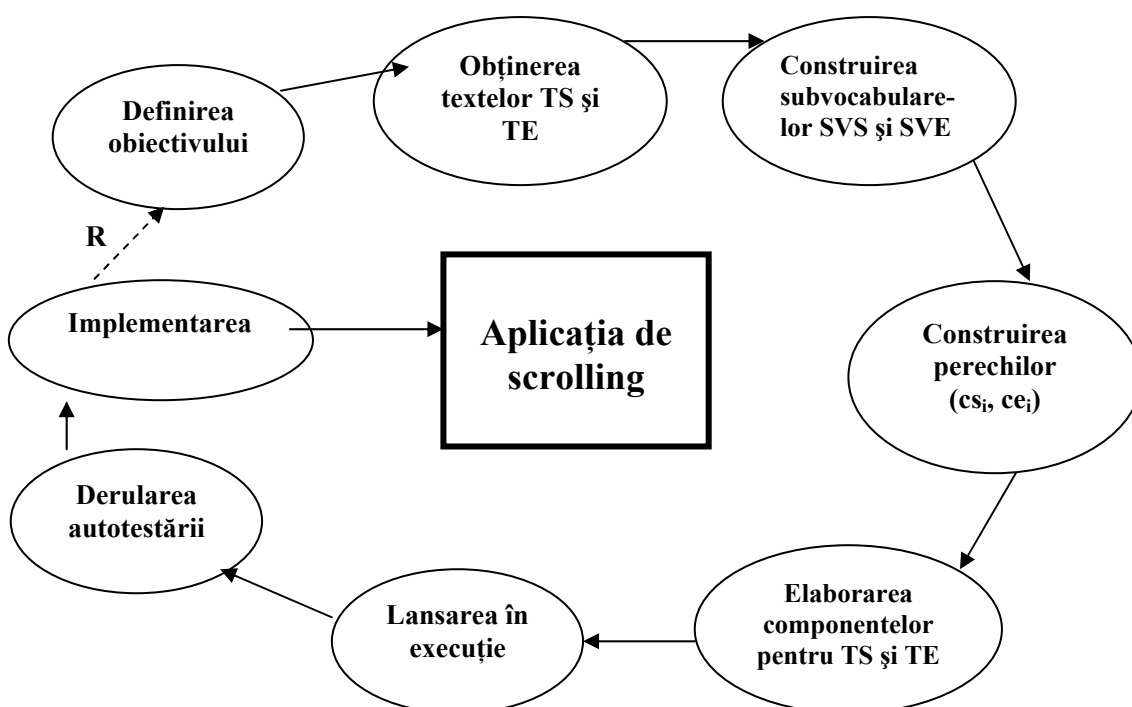 Definirea
obiectivului
Obținerea
textelor TS şi
TE
Construirea
subvocabulare-
lor SVS şi SVE
Construirea
perechilor
(csᵢ, ceᵢ)
Elaborarea
componentelor
pentru TS şi TE
Lansarea în
execuție
Derularea
autotestării
Implementarea
R
Aplicația de
scrolling